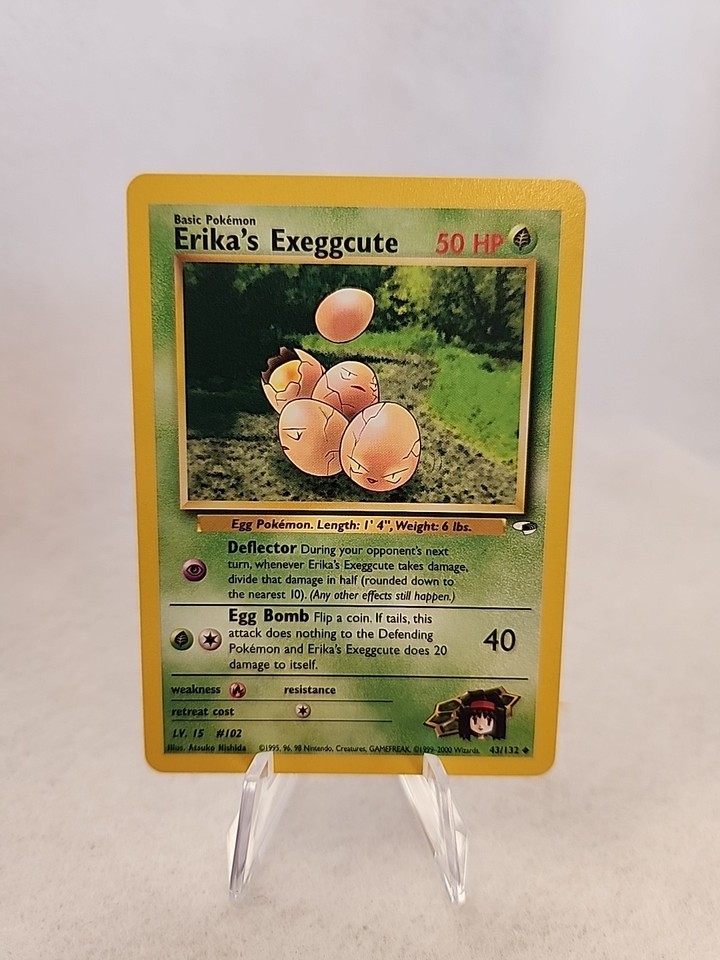 Basic Pokémon
Erika's Exeggcute 50 HP
Egg Pokémon. Length: 1' 4", Weight: 6 lbs.
Deflector During your opponent's next
turn, whenever Erika's Exeggcute takes damage,
divide that damage in half (rounded down to
the nearest 10). (Any other effects still happen.)
Egg Bomb Flip a coin. If tails, this
attack does nothing to the Defending
Pokémon and Erika's Exeggcute does 20
damage to itself.
40
weakness resistance
retreat cost
LV. 15 #102
Illus. Atsuko Nishida ©1995, 96, 98 Nintendo, Creatures, GAMEFREAK. ©1999-2000 Wizards. 43/132